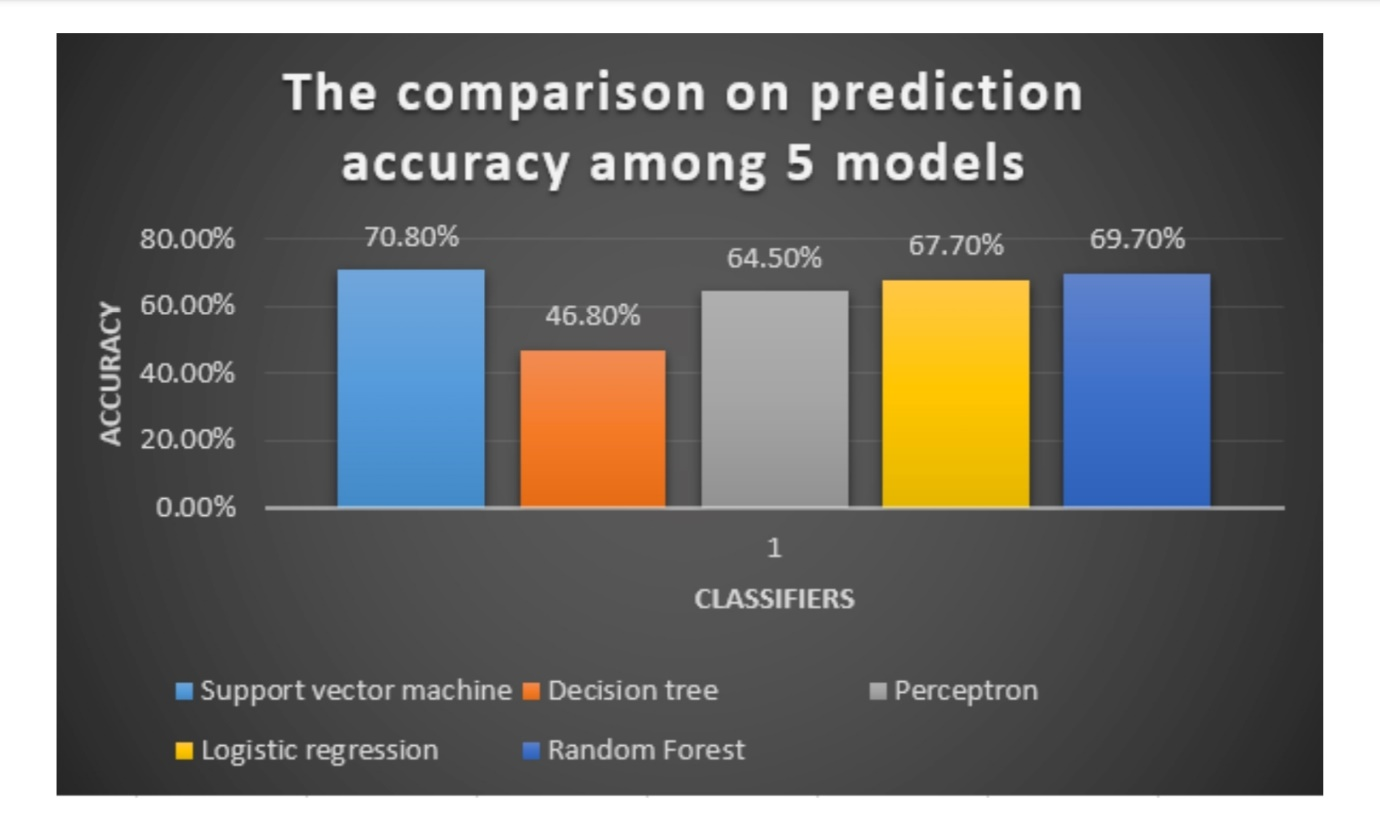 The comparison on prediction
accuracy among 5 models
80.00%
60.00%
40.00%
20.00%
0.00%
ACCURACY
70.80%
46.80%
64.50%
67.70%
69.70%
1
CLASSIFIERS
Support vector machine
Decision tree
Perceptron
Logistic regression
Random Forest